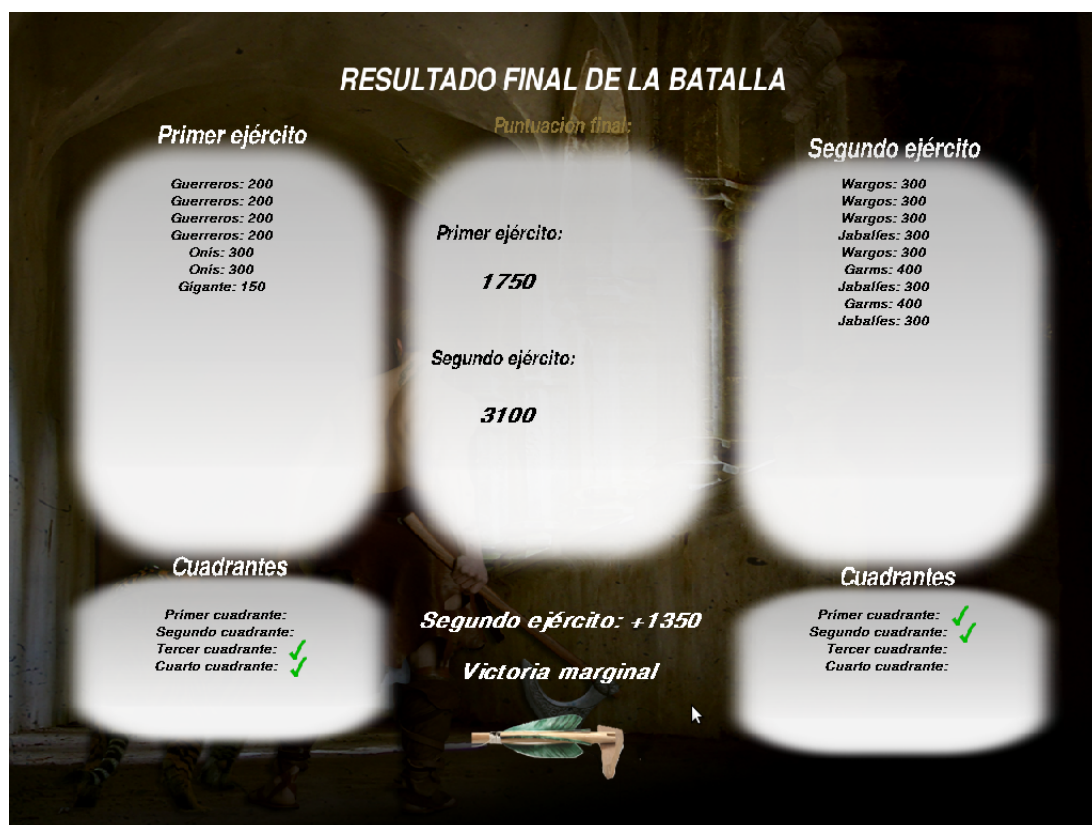 RESULTADO FINAL DE LA BATALLA
Puntuación final:
Primer ejército
Guerreros: 200
Guerreros: 200
Guerreros: 200
Guerreros: 200
Onis: 300
Onis: 300
Gigante: 150
Primer ejército:
1750
Segundo ejército:
3100
Segundo ejército
Wargos: 300
Wargos: 300
Wargos: 300
Jabalíes: 300
Wargos: 300
Garms: 400
Jabalíes: 300
Garms: 400
Jabalíes: 300
Cuadrantes
Primer cuadrante:
Segundo cuadrante:
Tercer cuadrante:
Cuarto cuadrante:
Segundo ejército: +1350
Victoria marginal
Cuadrantes
Primer cuadrante:
Segundo cuadrante:
Tercer cuadrante:
Cuarto cuadrante: